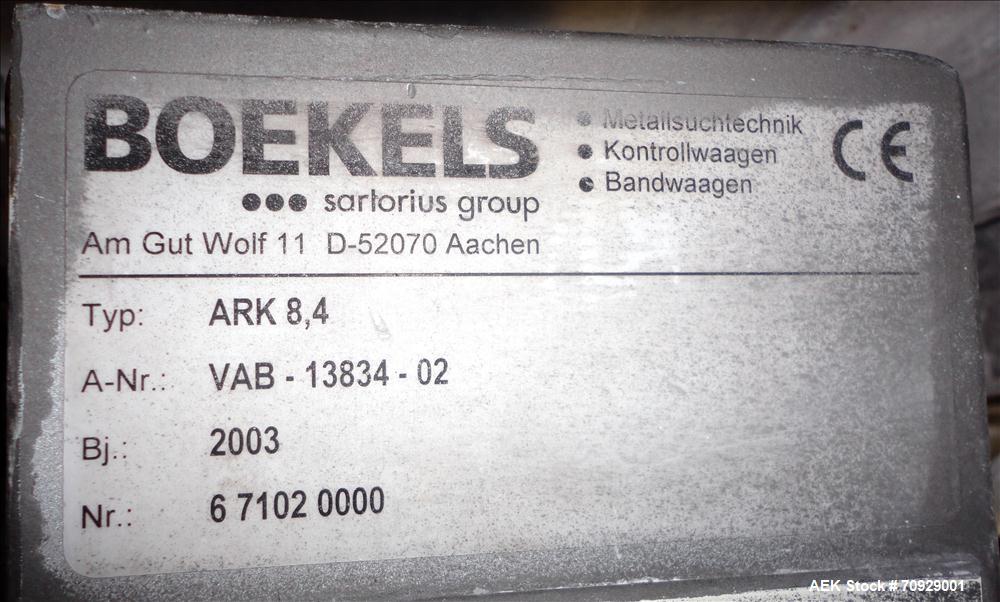 BOEKELS
sartorius group
• Metallsuchtechnik
• Kontrollwaagen
• Bandwaagen
CE
Am Gut Wolf 11 D-52070 Aachen
Typ: ARK 8,4
A-Nr.: VAB - 13834 - 02
Bj.: 2003
Nr.: 6 7102 0000
AEK Stock # 70929001